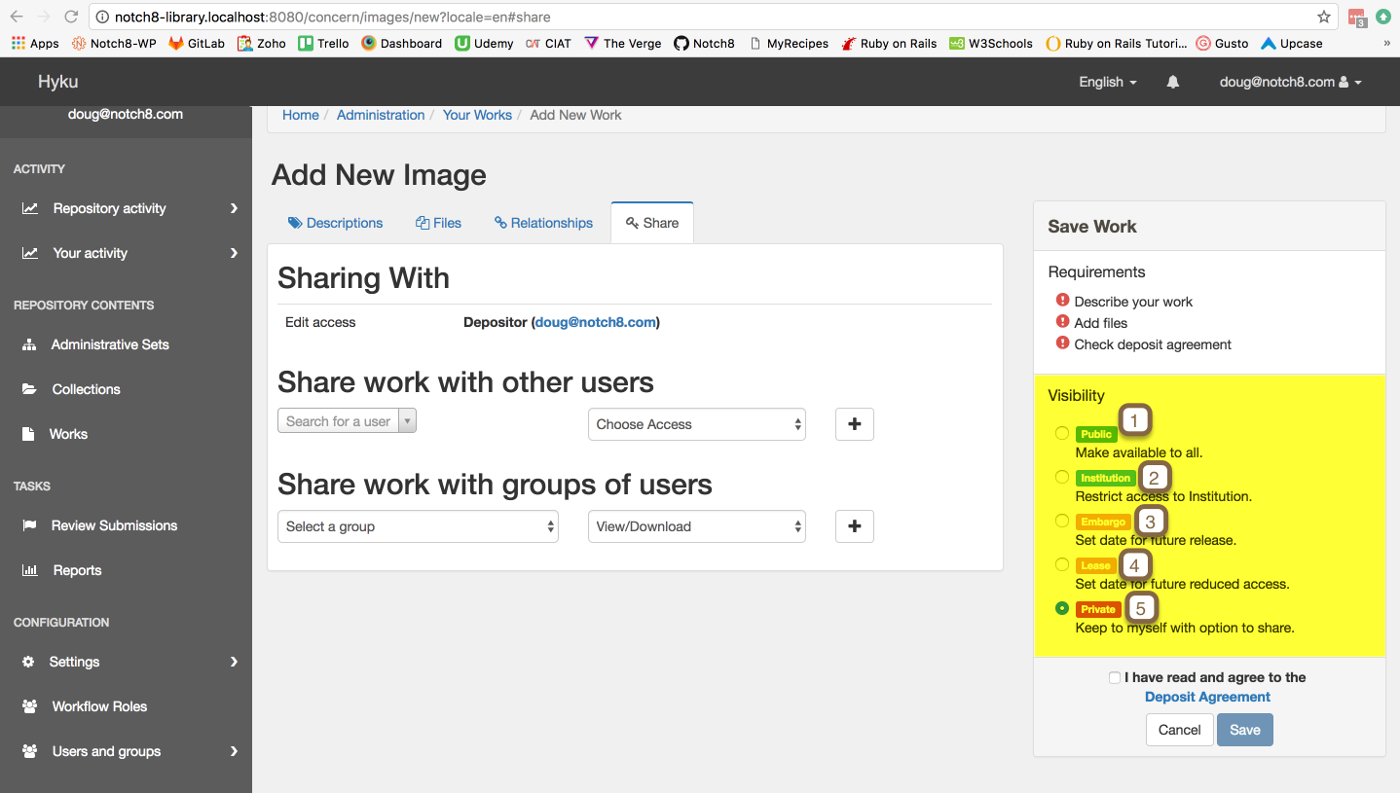 notch8-library.localhost:8080/concern/images/new?locale=en#share
3
Apps Notch8-WP GitLab Zoho Trello Dashboard Udemy CIAT The Verge Notch8 MyRecipes Ruby on Rails W3Schools Ruby on Rails Tutori... Gusto Upcase »
Hyku English doug@notch8.com
doug@notch8.com
Home / Administration / Your Works / Add New Work
ACTIVITY
Repository activity
Your activity
REPOSITORY CONTENTS
Administrative Sets
Collections
Works
TASKS
Review Submissions
Reports
CONFIGURATION
Settings
Workflow Roles
Users and groups
Add New Image
Descriptions Files Relationships Share
Sharing With
Edit access Depositor (doug@notch8.com)
Share work with other users
Search for a user Choose Access +
Share work with groups of users
Select a group View/Download +
Save Work
Requirements
Describe your work
Add files
Check deposit agreement
Visibility
Public 1
Make available to all.
Institution 2
Restrict access to Institution.
Embargo 3
Set date for future release.
Lease 4
Set date for future reduced access.
Private 5
Keep to myself with option to share.
I have read and agree to the
Deposit Agreement
Cancel Save